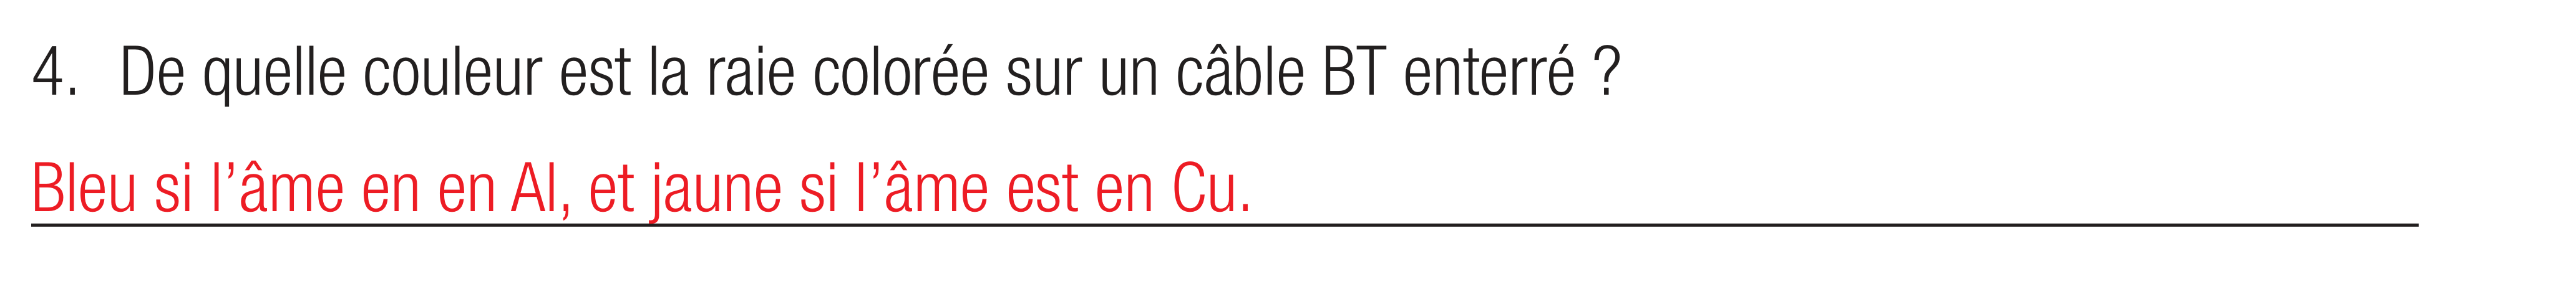 4. De quelle couleur est la raie colorée sur un câble BT enterré ?
Bleu si l’âme en en Al, et jaune si l’âme est en Cu.